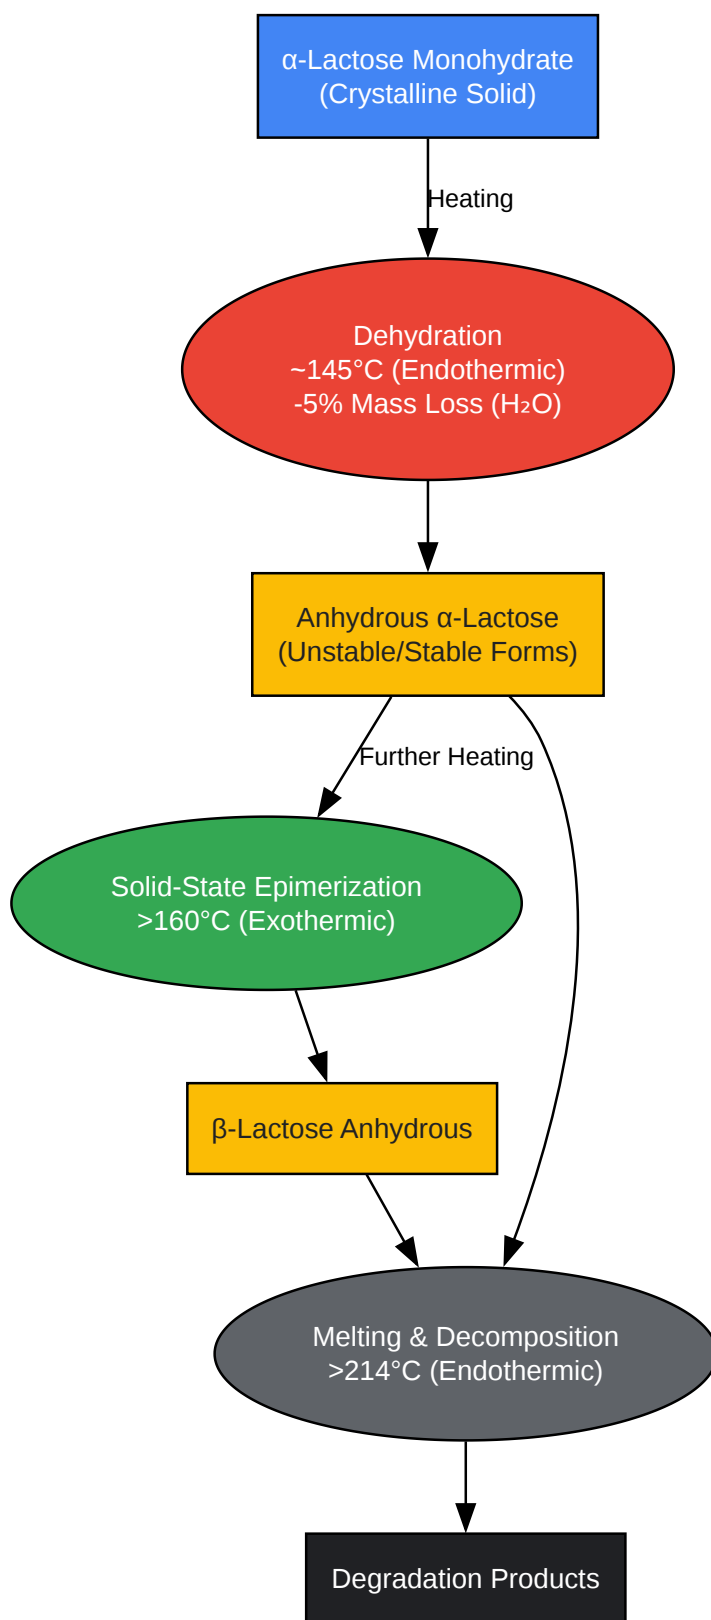 α-Lactose Monohydrate
(Crystalline Solid)
Heating
Dehydration
~145°C (Endothermic)
-5% Mass Loss (H₂O)
Anhydrous α-Lactose
(Unstable/Stable Forms)
Further Heating
Solid-State Epimerization
>160°C (Exothermic)
β-Lactose Anhydrous
Melting & Decomposition
>214°C (Endothermic)
Degradation Products